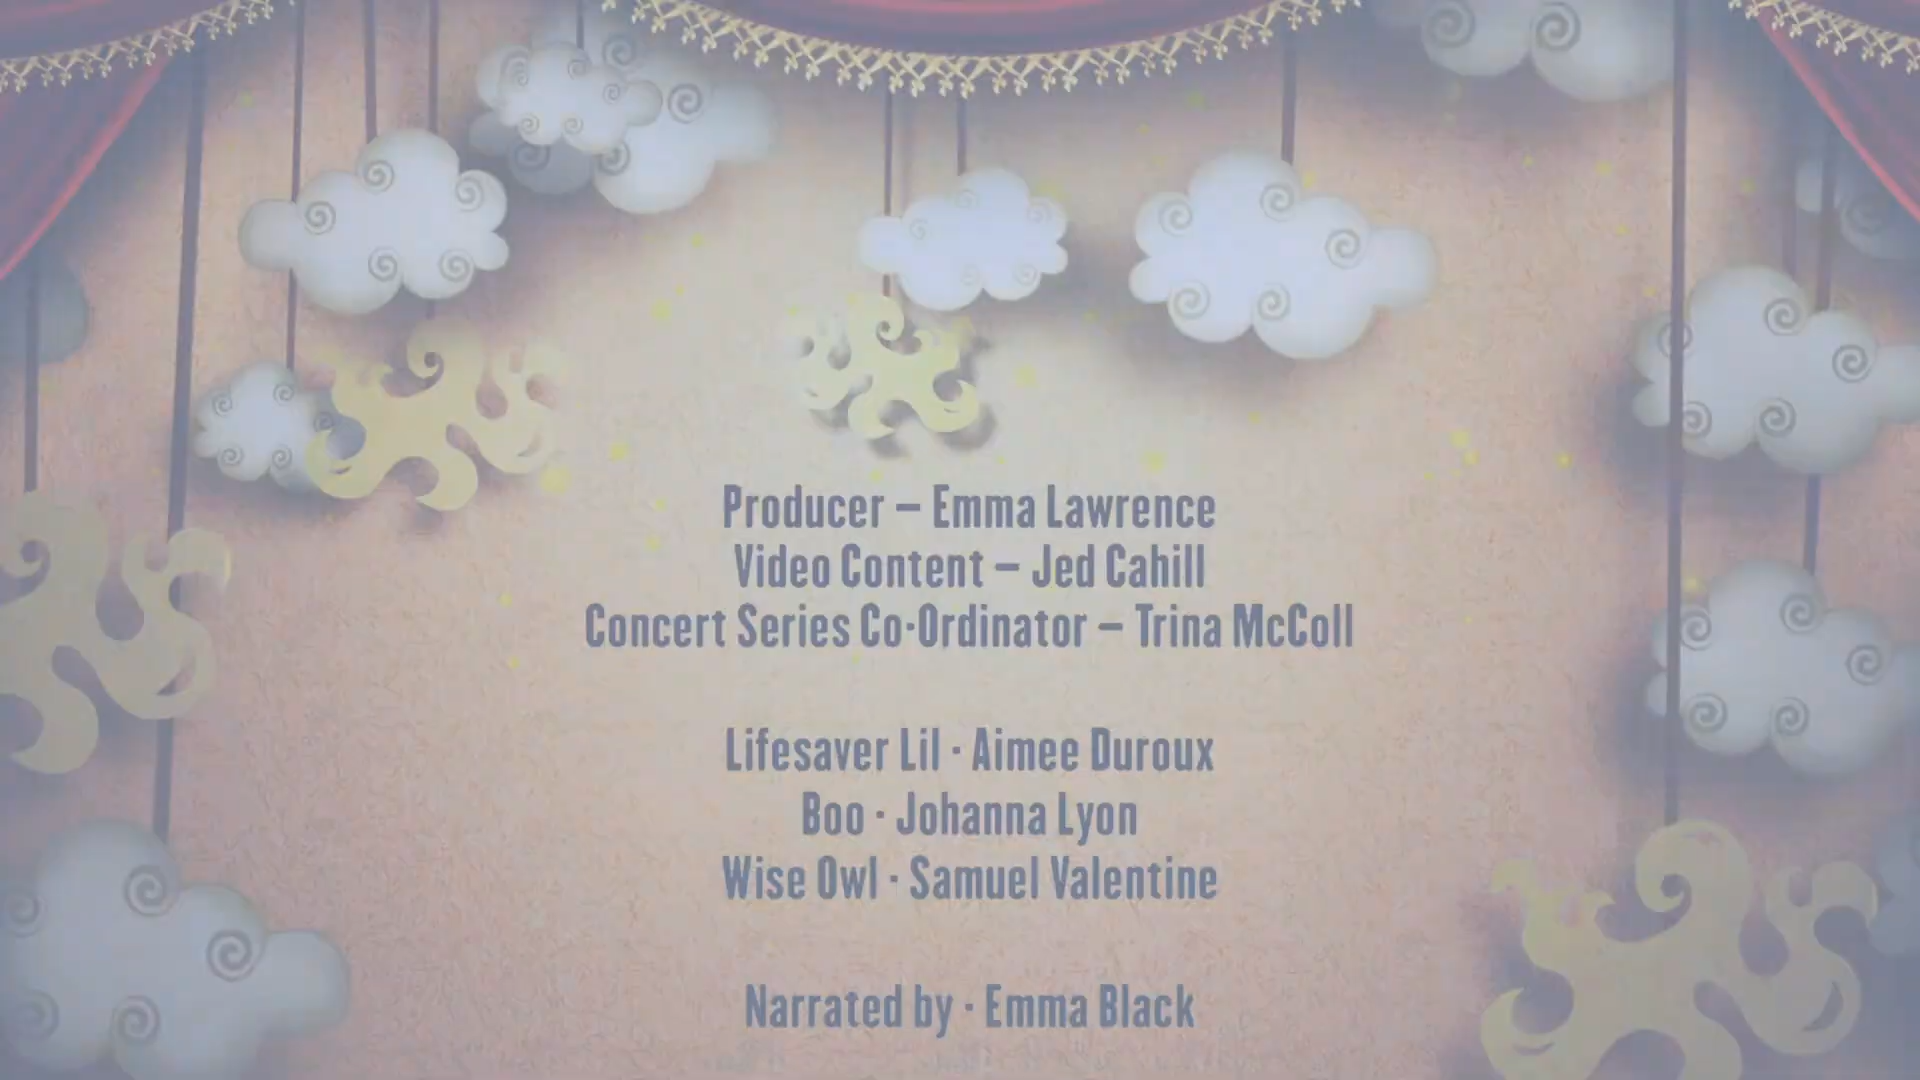 Producer – Emma Lawrence
Video Content – Jed Cahill
Concert Series Co-Ordinator – Trina McColl
Lifesaver Lil · Aimee Duroux
Boo · Johanna Lyon
Wise Owl · Samuel Valentine
Narrated by · Emma Black